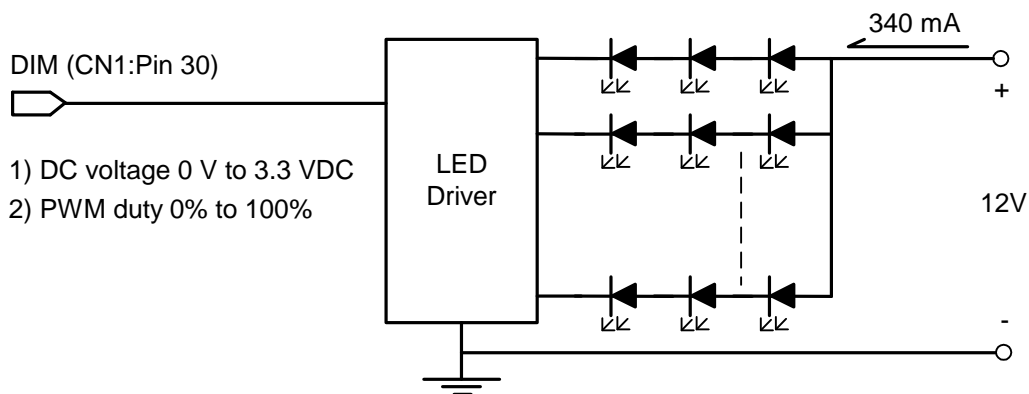 340 mA
DIM (CN1:Pin 30)
+
1) DC voltage 0 V to 3.3 VDC
2) PWM duty 0% to 100%
LED
Driver
12V
-